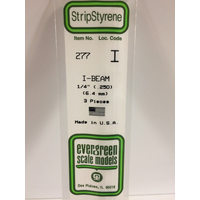 StripStyrene
Item No. Loc. Code
277 I
I-BEAM
1/4" (.250)
(6.4 mm)
3 Pieces
Made in U.S.A.
evergreen
scale models
Des Plaines, IL 60018